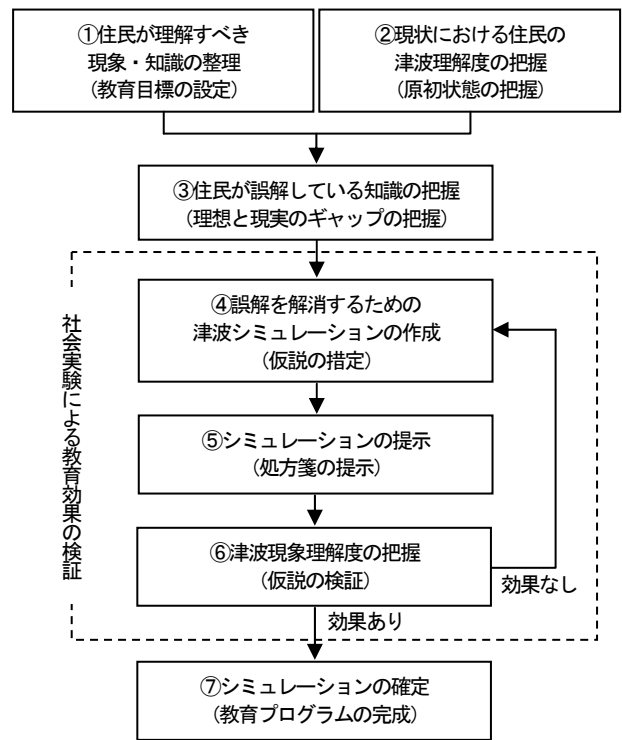 ①住民が理解すべき
現象・知識の整理
(教育目標の設定)
②現状における住民の
津波理解度の把握
(原初状態の把握)
③住民が誤解している知識の把握
(理想と現実のギャップの把握)
社会実験による教育効果の検証
④誤解を解消するための
津波シミュレーションの作成
(仮説の措定)
⑤シミュレーションの提示
(処方箋の提示)
⑥津波現象理解度の把握
(仮説の検証)
効果なし
効果あり
⑦シミュレーションの確定
(教育プログラムの完成)